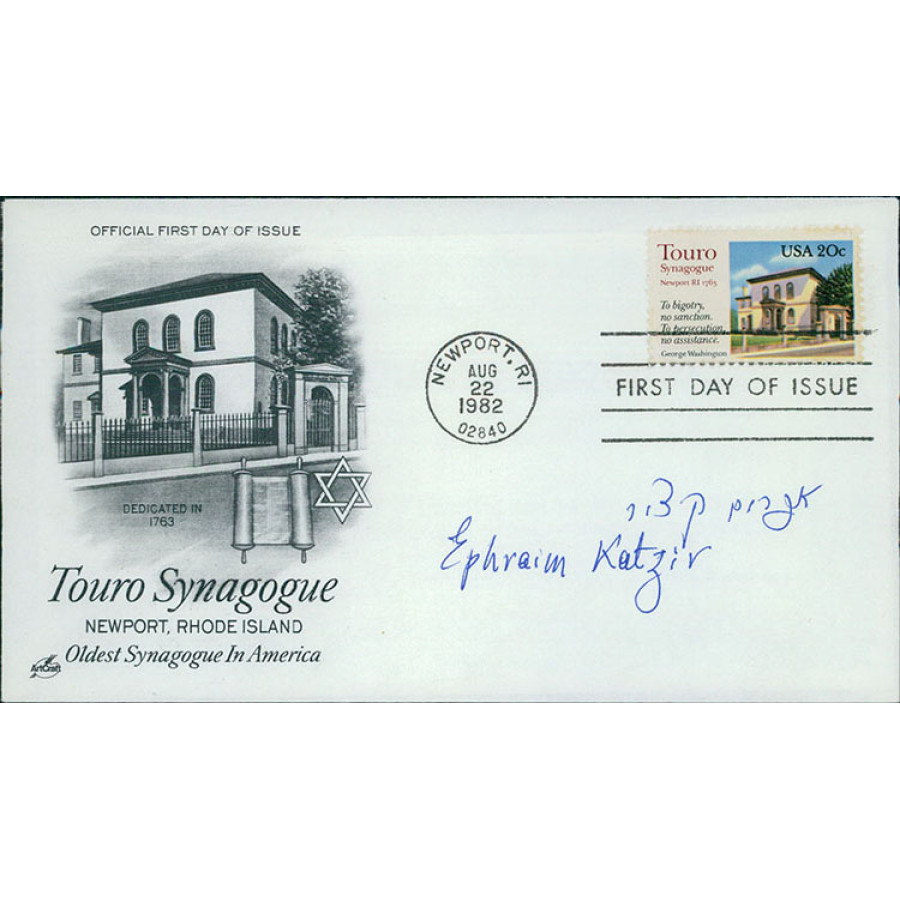 OFFICIAL FIRST DAY OF ISSUE
DEDICATED IN
1763
Touro Synagogue
NEWPORT, RHODE ISLAND
Oldest Synagogue In America
ArtCraft
NEWPORT, RI
AUG
22
1982
02840
Touro
Synagogue
Newport RI 1763
To bigotry,
no sanction.
To persecution,
no assistance.
George Washington
USA 20c
FIRST DAY OF ISSUE
אפרים קציר
Ephraim Katzir